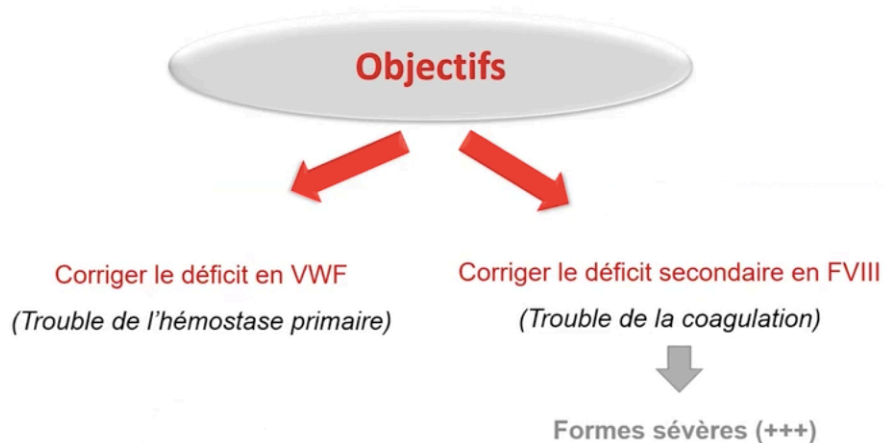 Objectifs
Corriger le déficit en VWF
(Trouble de l'hémostase primaire)
Corriger le déficit secondaire en FVIII
(Trouble de la coagulation)
Formes sévères (+++)